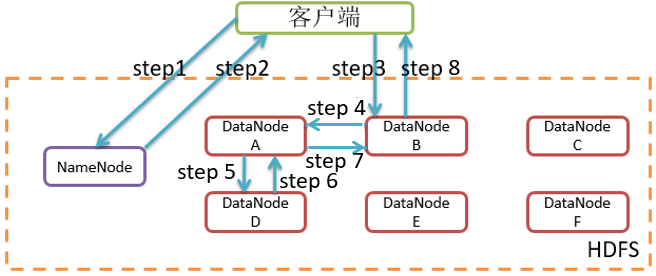 客户端
step1
step2
step3
step 8
step 4
DataNode
A
DataNode
B
DataNode
C
NameNode
step 5
step 7
step 6
DataNode
D
DataNode
E
DataNode
F
HDFS